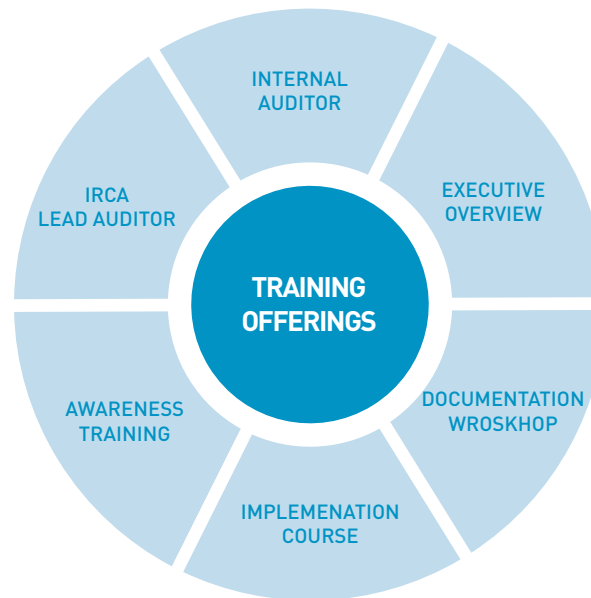 INTERNAL
AUDITOR
EXECUTIVE
OVERVIEW
DOCUMENTATION
WROSKHOP
IMPLEMENATION
COURSE
AWARENESS
TRAINING
IRCA
LEAD AUDITOR
TRAINING
OFFERINGS